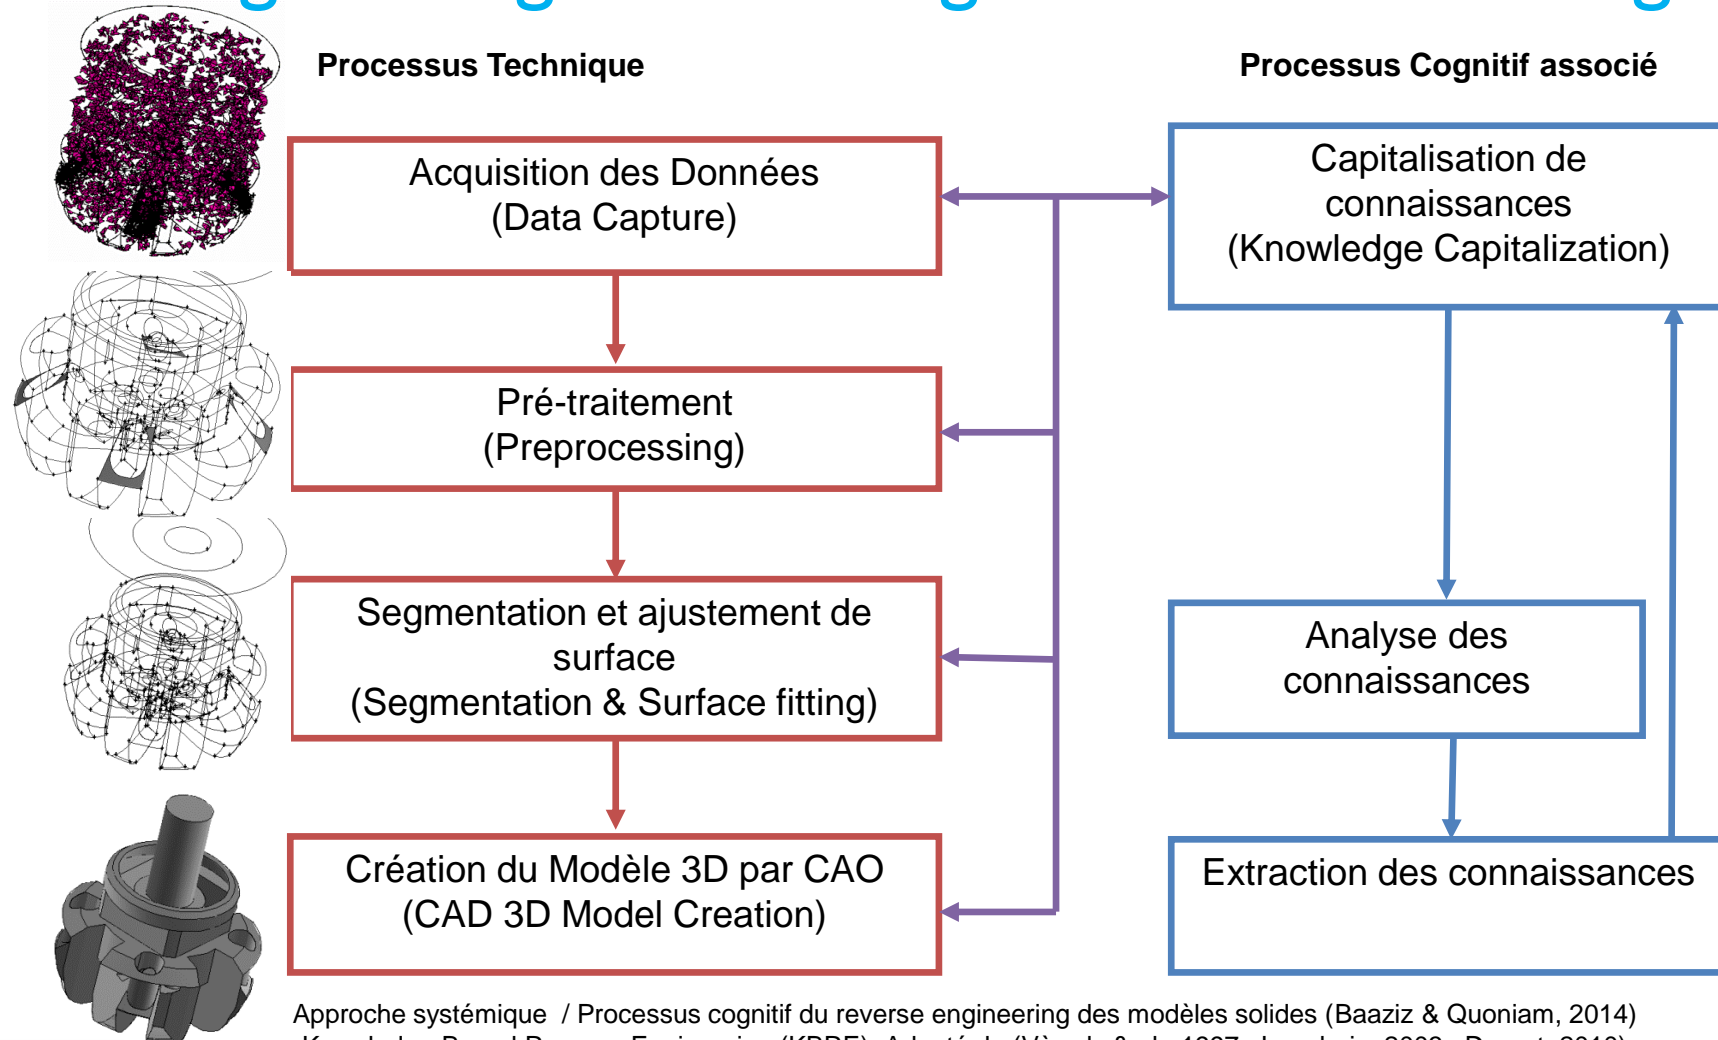 Processus Technique
Processus Cognitif associé
Acquisition des Données
(Data Capture)
Pré-traitement
(Preprocessing)
Segmentation et ajustement de
surface
(Segmentation & Surface fitting)
Création du Modèle 3D par CAO
(CAD 3D Model Creation)
Capitalisation de
connaissances
(Knowledge Capitalization)
Analyse des
connaissances
Extraction des connaissances
Approche systémique / Processus cognitif du reverse engineering des modèles solides (Baaziz & Quoniam, 2014)